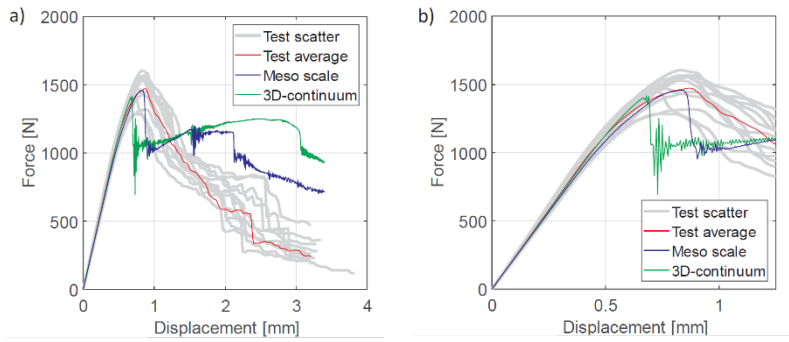 a)
2000
1500
1000
500
0
Force [N]
Test scatter
Test average
Meso scale
3D-continuum
0 1 2 3 4
Displacement [mm]
b)
2000
1500
1000
500
0
Force [N]
Test scatter
Test average
Meso scale
3D-continuum
0 0.5 1
Displacement [mm]